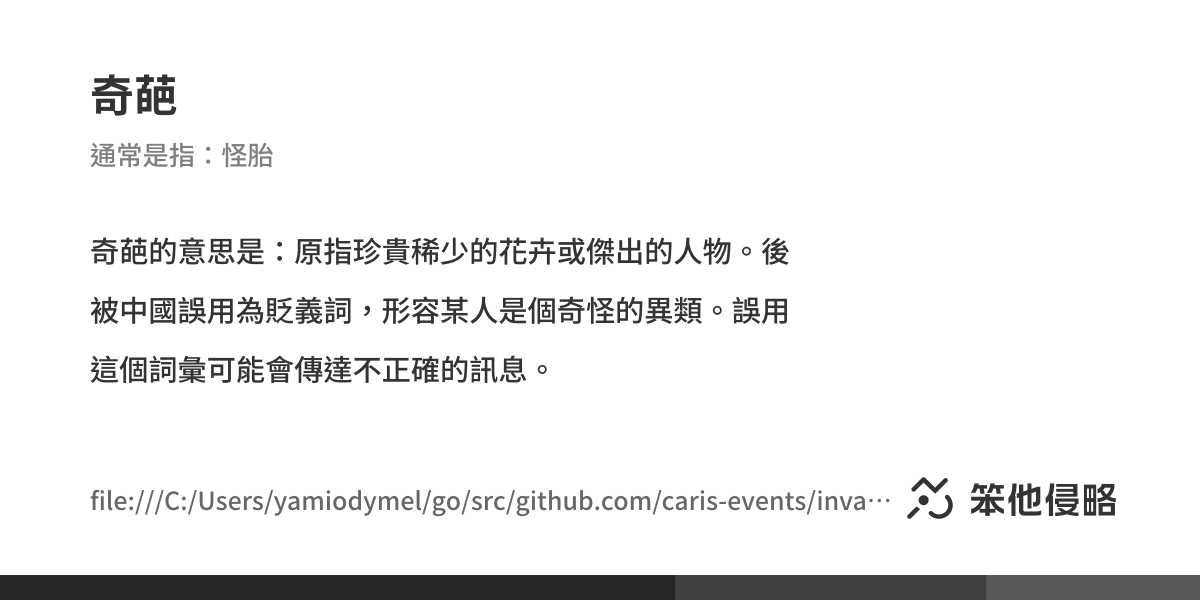 奇葩
通常是指：怪胎
奇葩的意思是：原指珍貴稀少的花卉或傑出的人物。後
被中國誤用為貶義詞，形容某人是個奇怪的異類。誤用
這個詞彙可能會傳達不正確的訊息。
file:///C:/Users/yamiodymel/go/src/github.com/caris-events/inva…
笨他侵略